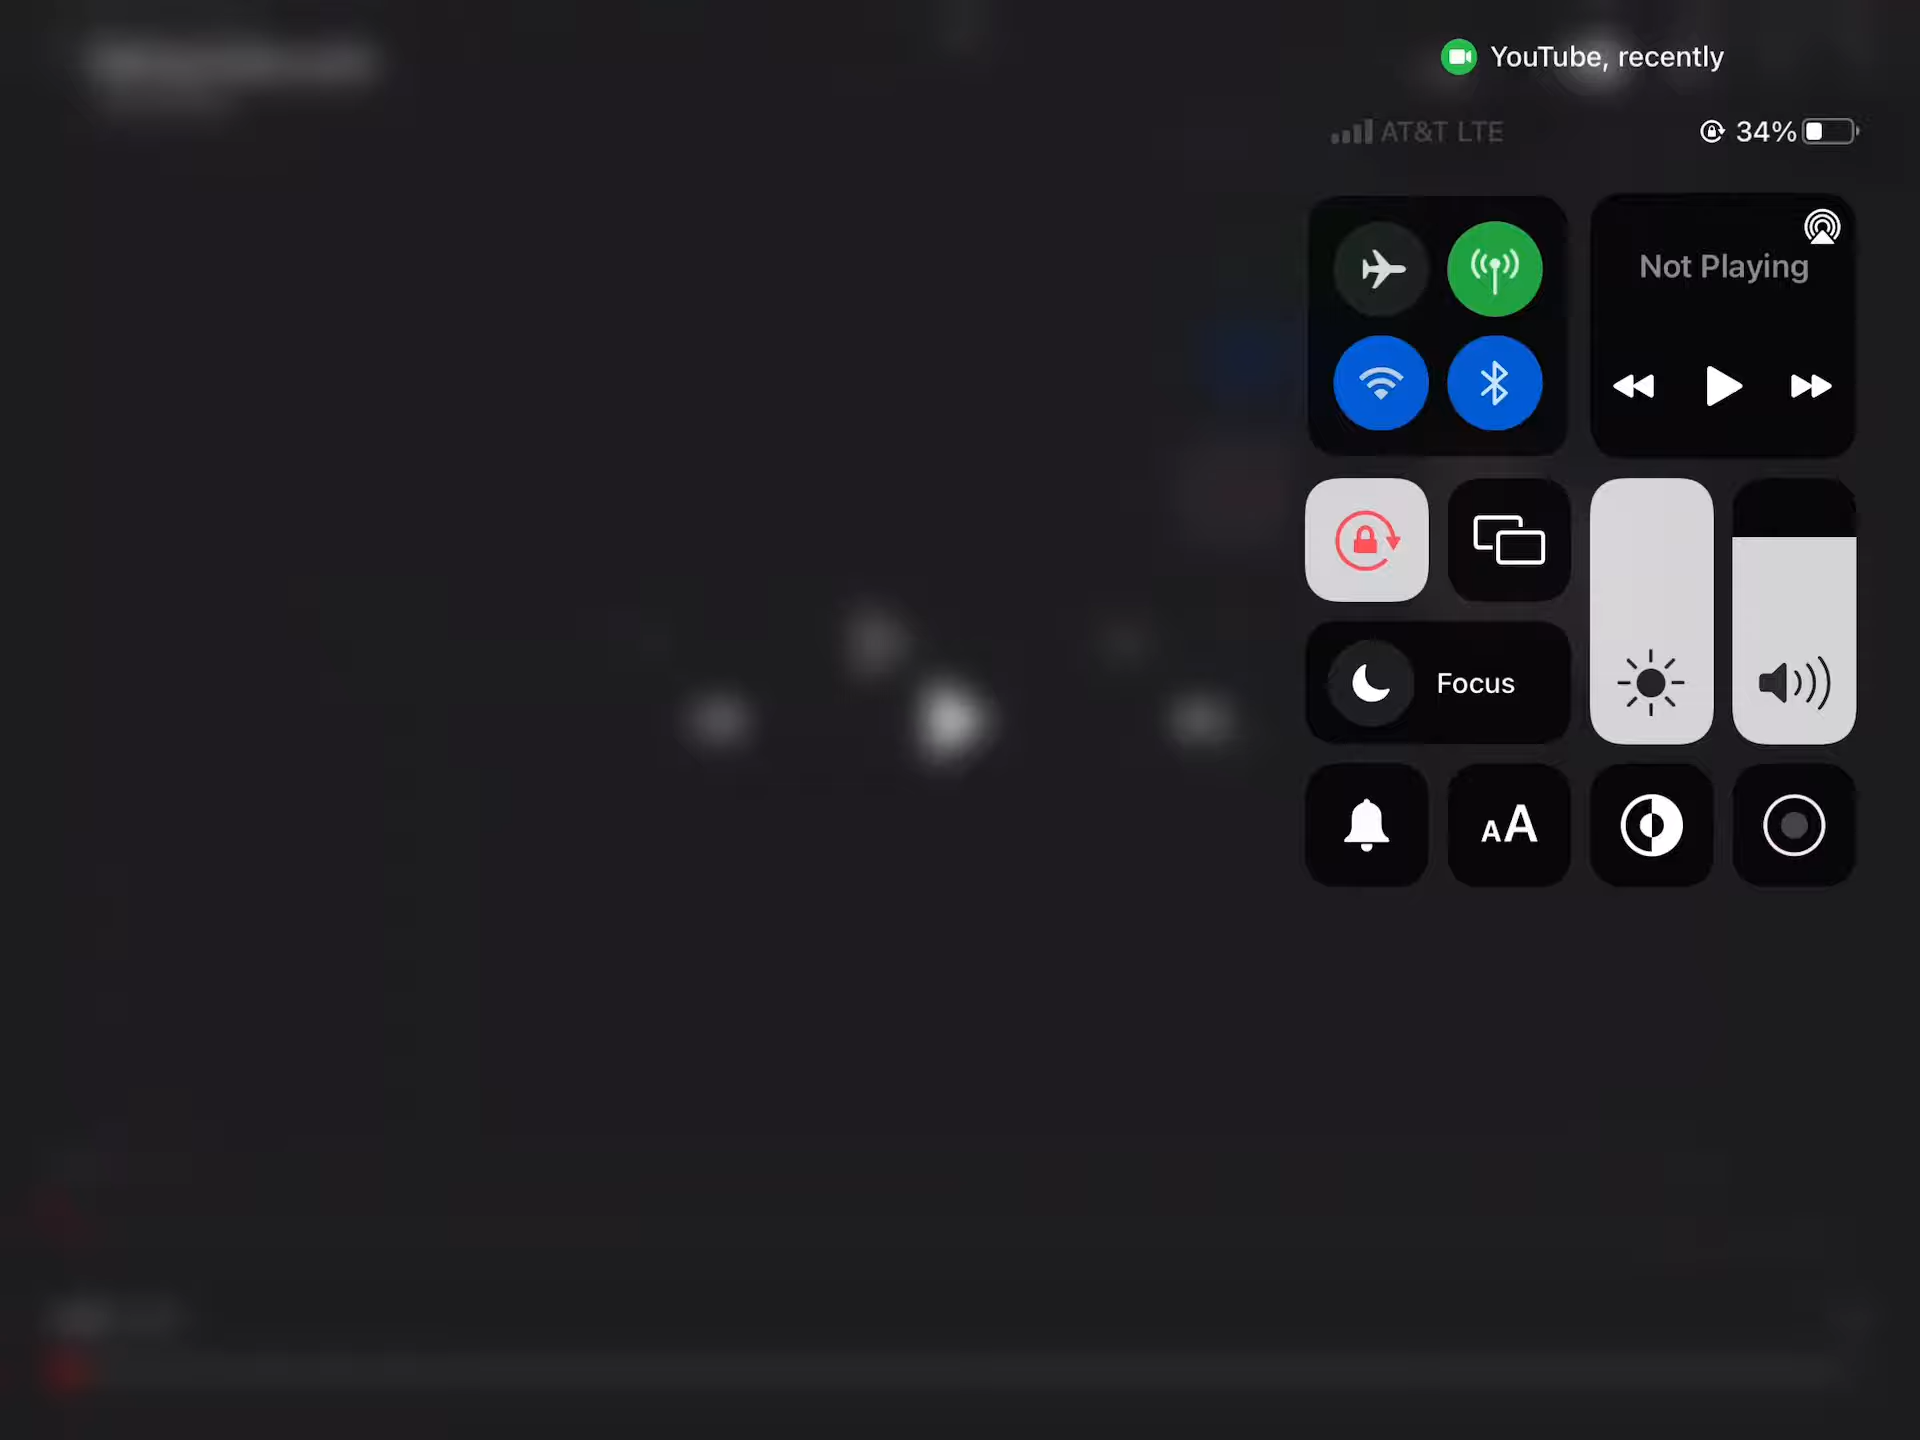 YouTube, recently
AT&T LTE
34%
Not Playing
Focus
AA